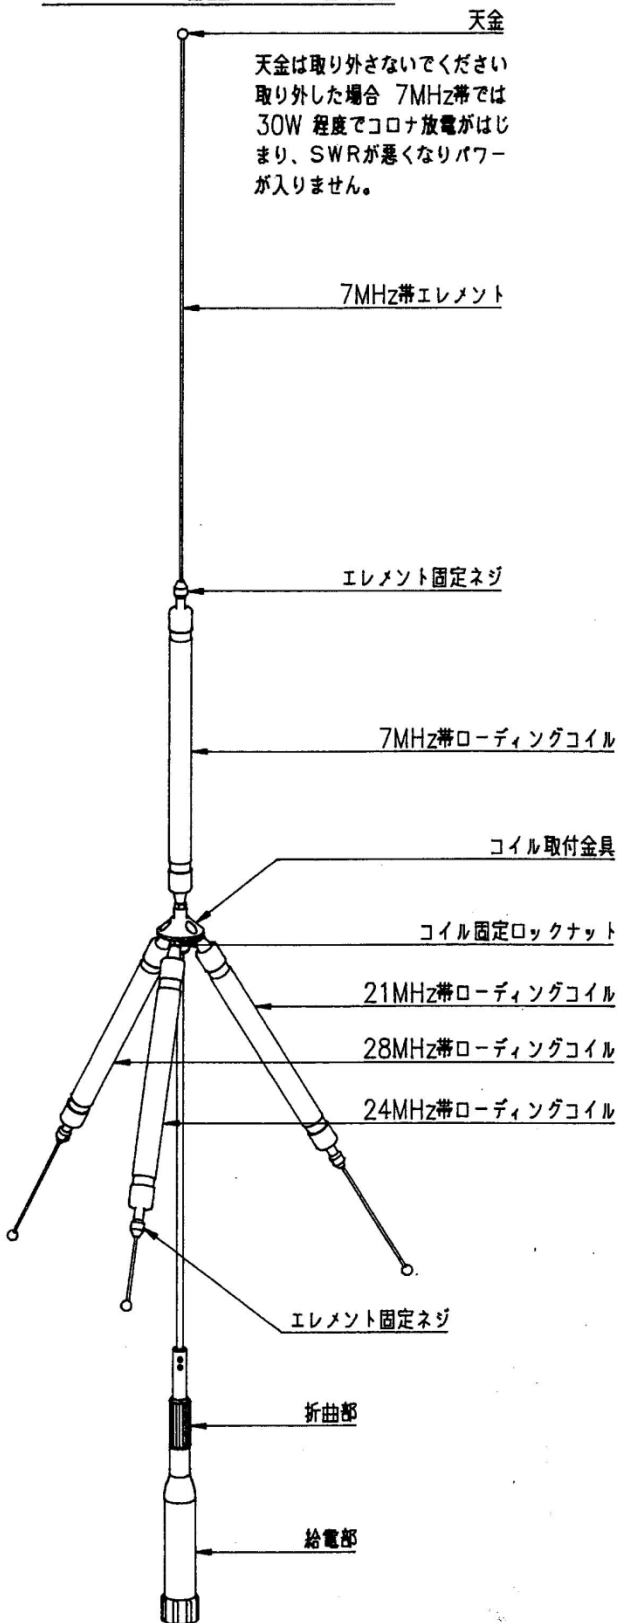 天金
天金は取り外さないでください
取り外した場合 7MHz帯では
30W 程度でコロナ放電がはじ
まり、SWRが悪くなりパワー
が入りません。
7MHz帯エレメント
エレメント固定ネジ
7MHz帯ローディングコイル
コイル取付金具
コイル固定ロックナット
21MHz帯ローディングコイル
28MHz帯ローディングコイル
24MHz帯ローディングコイル
エレメント固定ネジ
折曲部
給電部